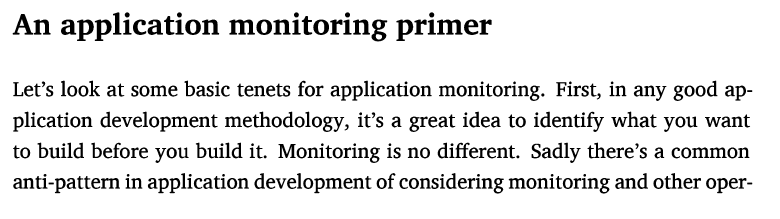 An application monitoring primer
Let’s look at some basic tenets for application monitoring. First, in any good ap-
plication development methodology, it’s a great idea to identify what you want
to build before you build it. Monitoring is no different. Sadly there’s a common
anti-pattern in application development of considering monitoring and other oper-